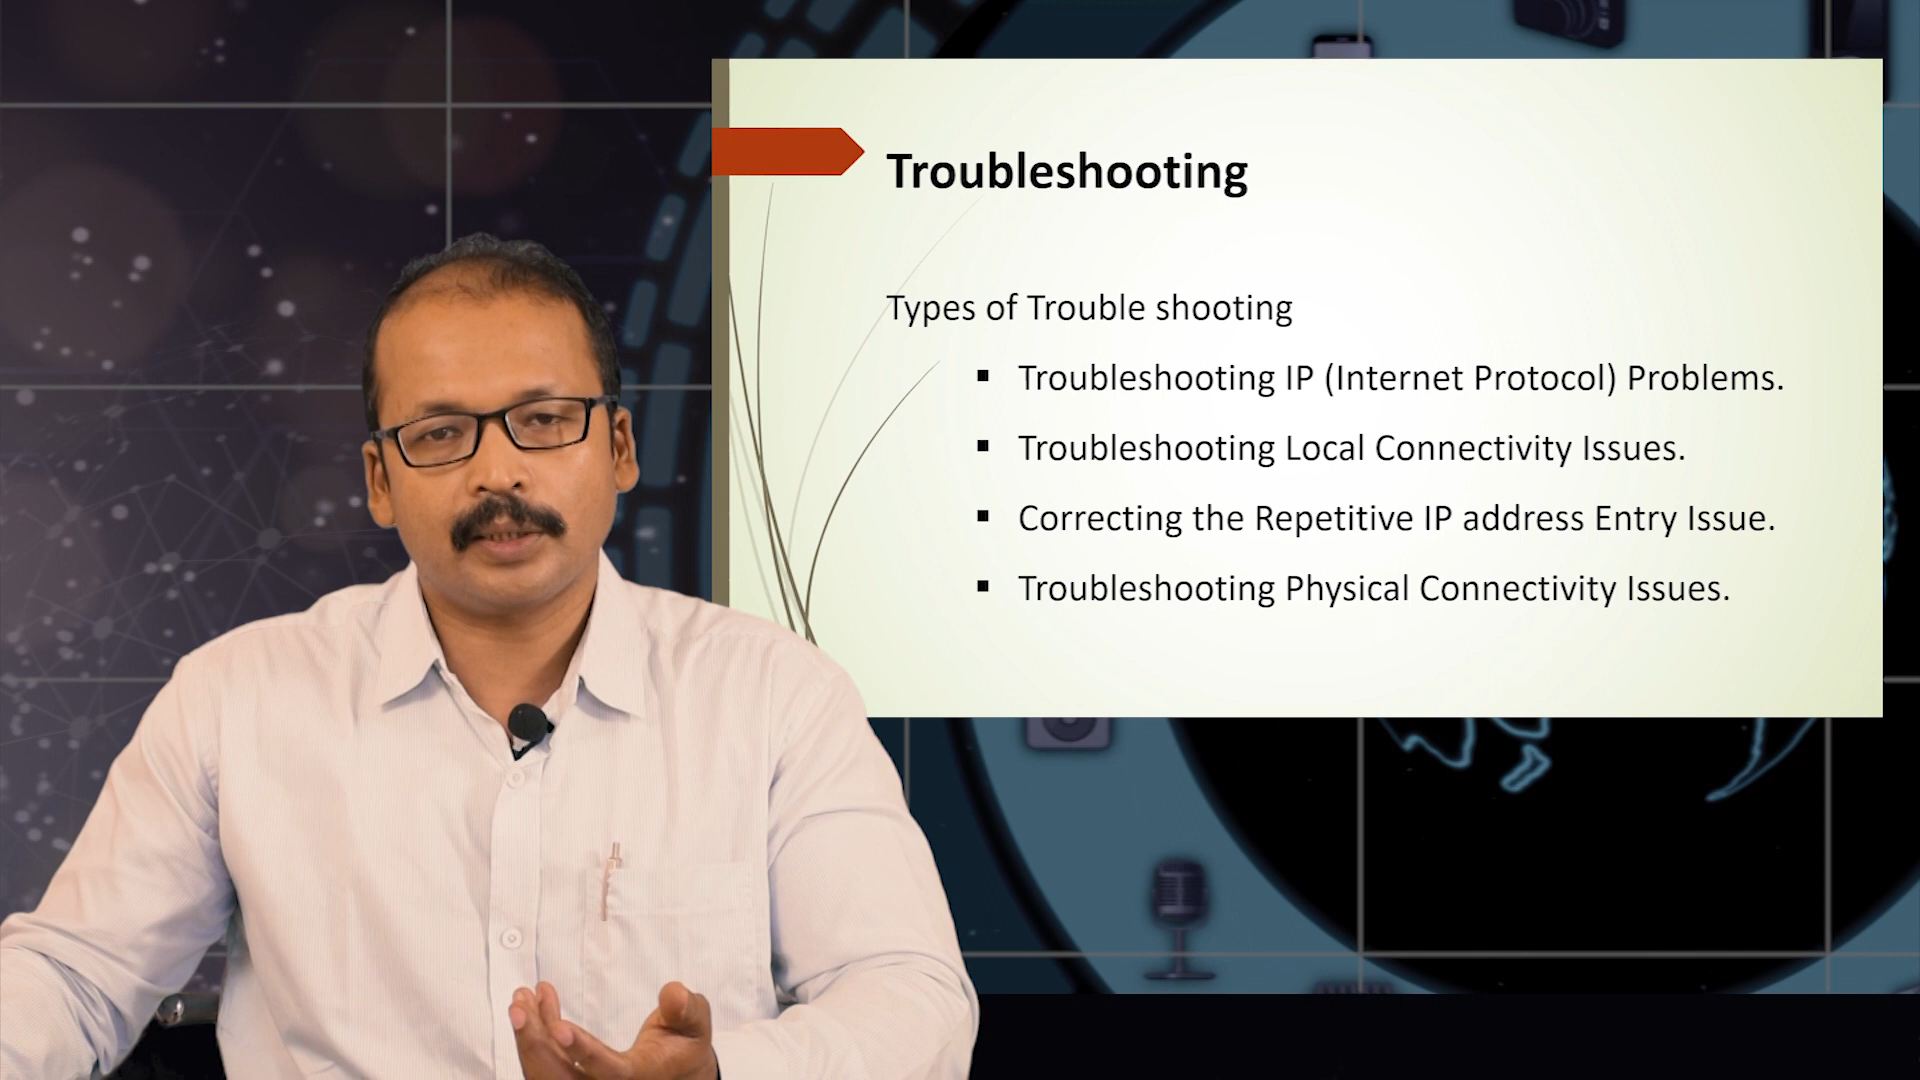 Troubleshooting
Types of Trouble shooting
▪ Troubleshooting IP (Internet Protocol) Problems.
▪ Troubleshooting Local Connectivity Issues.
▪ Correcting the Repetitive IP address Entry Issue.
▪ Troubleshooting Physical Connectivity Issues.